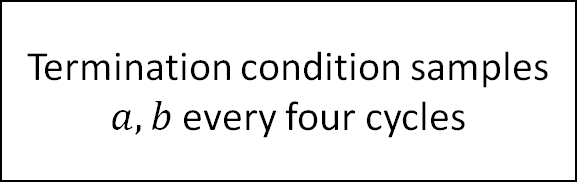 Termination condition samples
a, b every four cycles